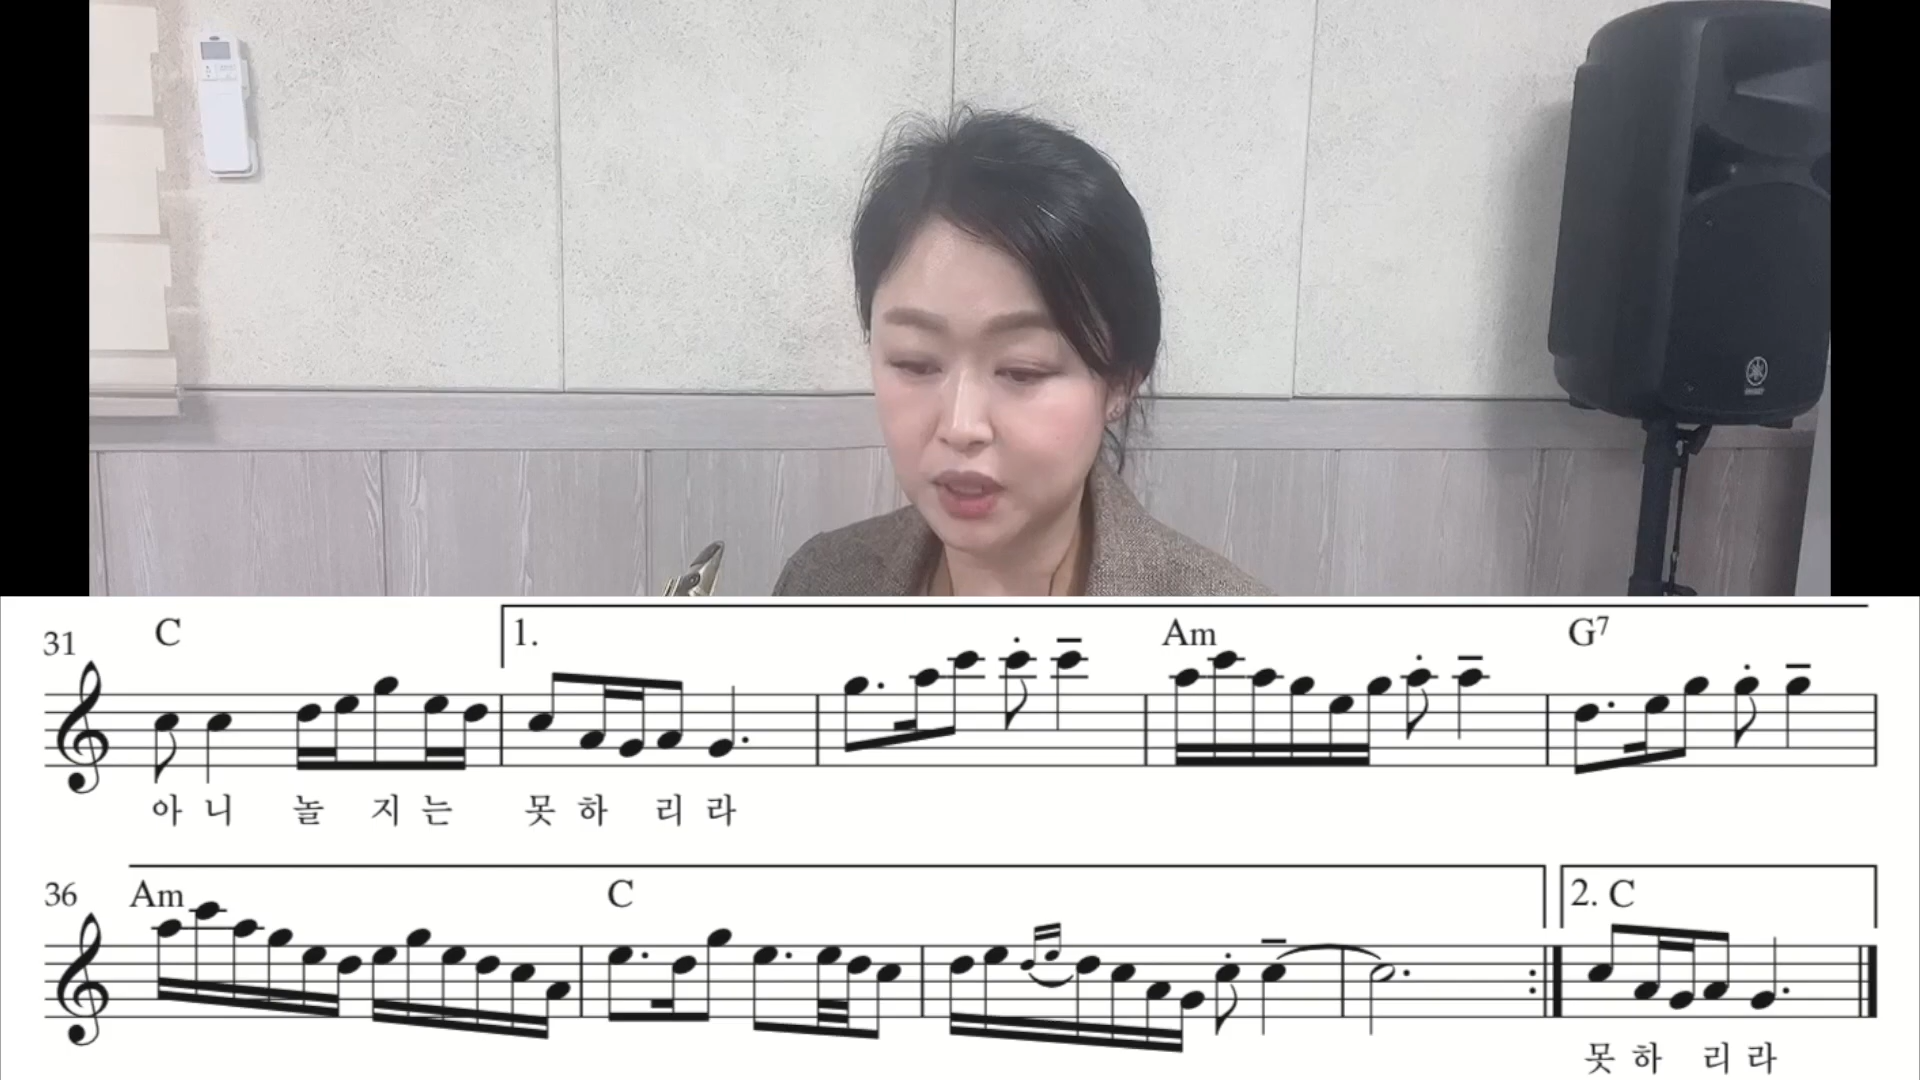 31 C 1. Am G7
아 니 놀 지 는 못 하 리 라
36 Am C 2. C
못 하 리 라